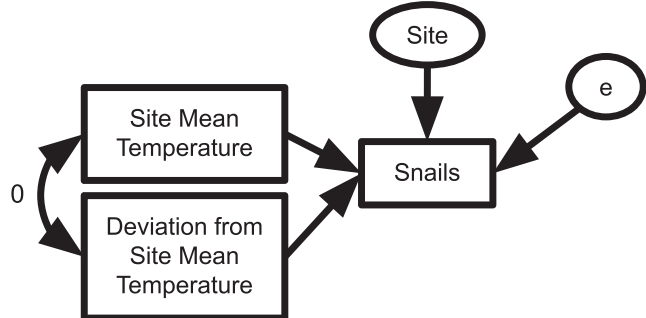 Site
e
Site Mean
Temperature
Snails
0
Deviation from
Site Mean
Temperature